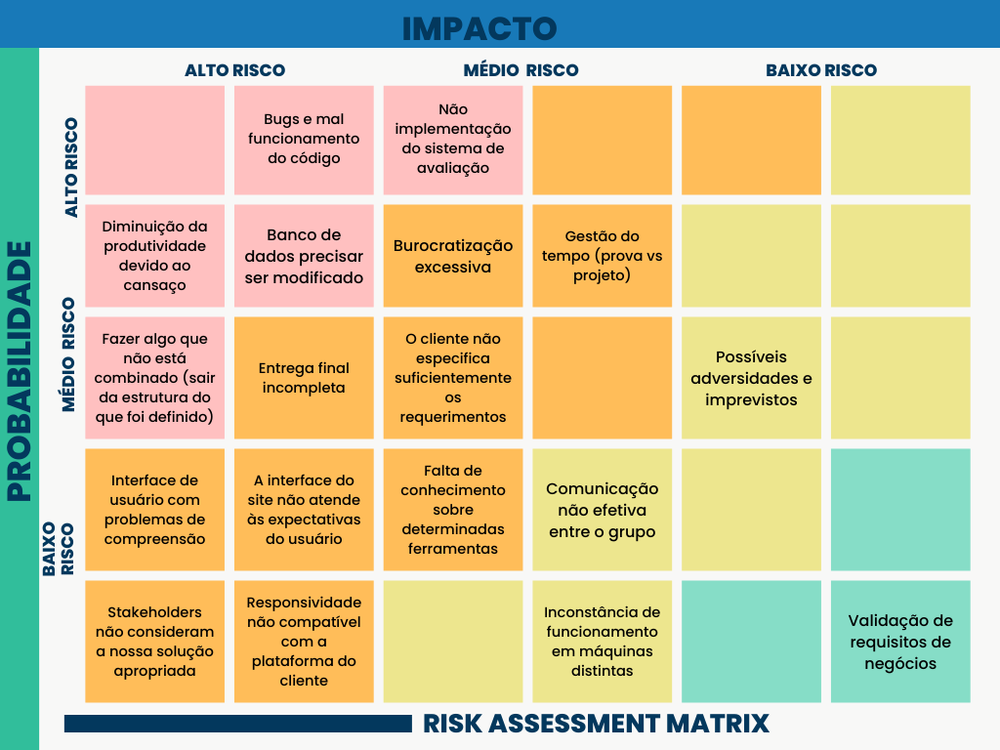 IMPACTO
ALTO RISCO
MÉDIO RISCO
BAIXO RISCO
PROBABILIDADE
ALTO RISCO
Bugs e mal
funcionamento
do código
Não
implementação
do sistema de
avaliação
Diminuição da
produtividade
devido ao
cansaço
Banco de
dados precisar
ser modificado
Burocratização
excessiva
Gestão do
tempo (prova vs
projeto)
MÉDIO RISCO
Fazer algo que
não está
combinado (sair
da estrutura do
que foi definido)
Entrega final
incompleta
O cliente não
especifica
suficientemente
os
requerimentos
Possíveis
adversidades e
imprevistos
BAIXO
RISCO
Interface de
usuário com
problemas de
compreensão
A interface do
site não atende
às expectativas
do usuário
Falta de
conhecimento
sobre
determinadas
ferramentas
Comunicação
não efetiva
entre o grupo
Stakeholders
não consideram
a nossa solução
apropriada
Responsividade
não compatível
com a
plataforma do
cliente
Inconstância de
funcionamento
em máquinas
distintas
Validação de
requisitos de
negócios
RISK ASSESSMENT MATRIX